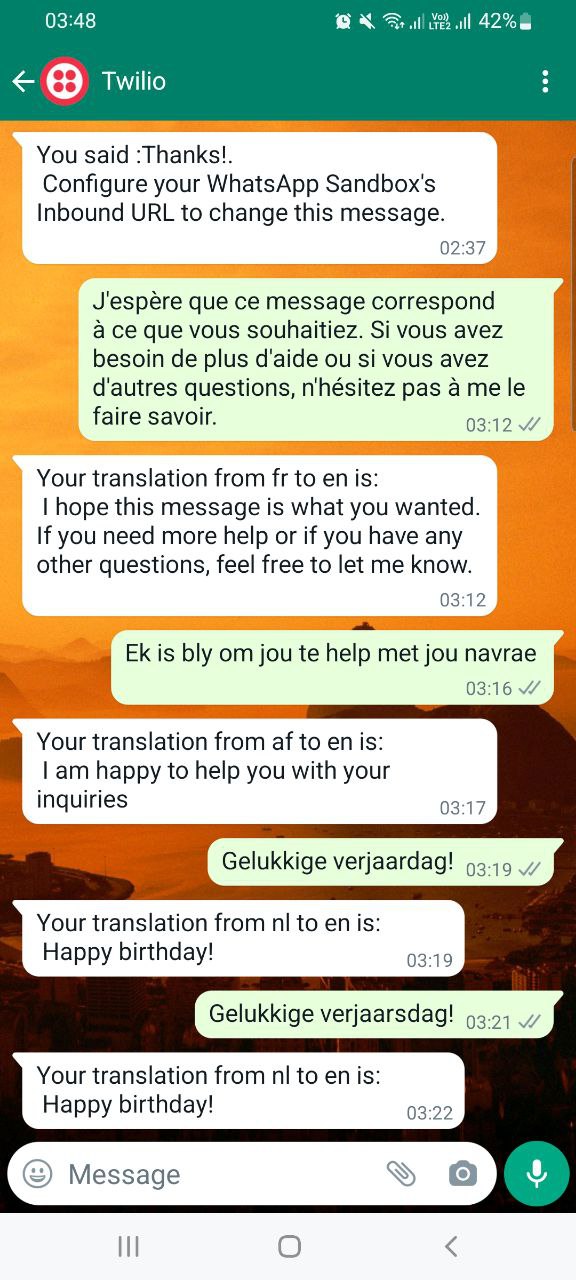 03:48
Vo))
LTE2
42%
Twilio
You said :Thanks!.
Configure your WhatsApp Sandbox's
Inbound URL to change this message.
02:37
J'espère que ce message correspond
à ce que vous souhaitiez. Si vous avez
besoin de plus d'aide ou si vous avez
d'autres questions, n'hésitez pas à me le
faire savoir.
03:12
Your translation from fr to en is:
I hope this message is what you wanted.
If you need more help or if you have any
other questions, feel free to let me know.
03:12
Ek is bly om jou te help met jou navrae
03:16
Your translation from af to en is:
I am happy to help you with your
inquiries
03:17
Gelukkige verjaardag! 03:19
Your translation from nl to en is:
Happy birthday!
03:19
Gelukkige verjaarsdag! 03:21
Your translation from nl to en is:
Happy birthday!
03:22
Message